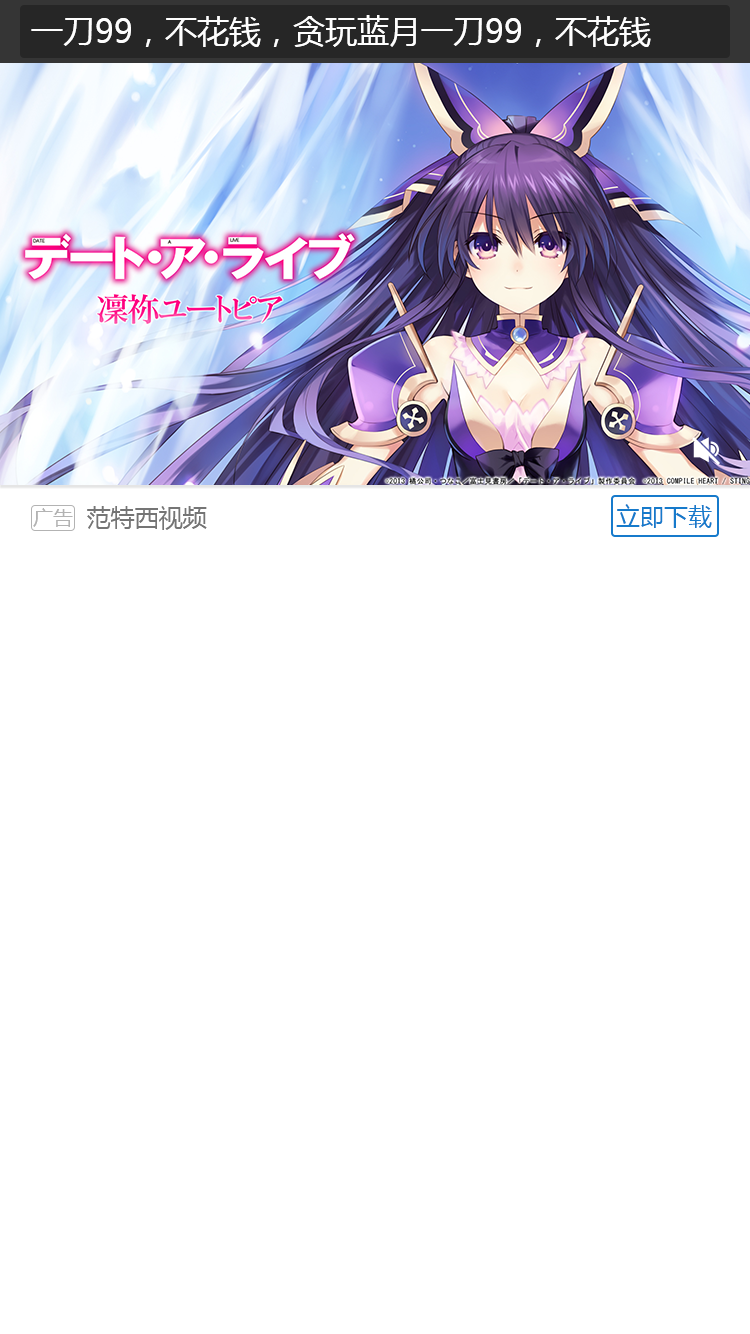 一刀99，不花钱，贪玩蓝月一刀99，不花钱
DATE A LIVE
デート・ア・ライブ
凜祢ユートピア
©2013 橘公司・つなこ／富士見書房／「デート・ア・ライブ」製作委員会 ©2013 COMPILE HEART / STING
广告 范特西视频
立即下载